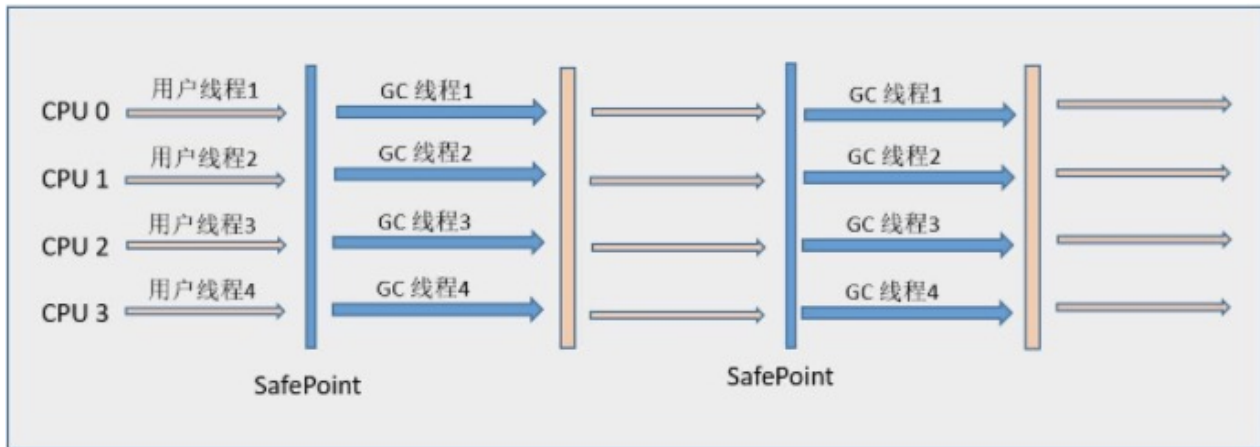 用户线程1
GC 线程1
GC 线程1
CPU 0
用户线程2
GC 线程2
GC 线程2
CPU 1
用户线程3
GC 线程3
GC 线程3
CPU 2
用户线程4
GC 线程4
GC 线程4
CPU 3
SafePoint
SafePoint